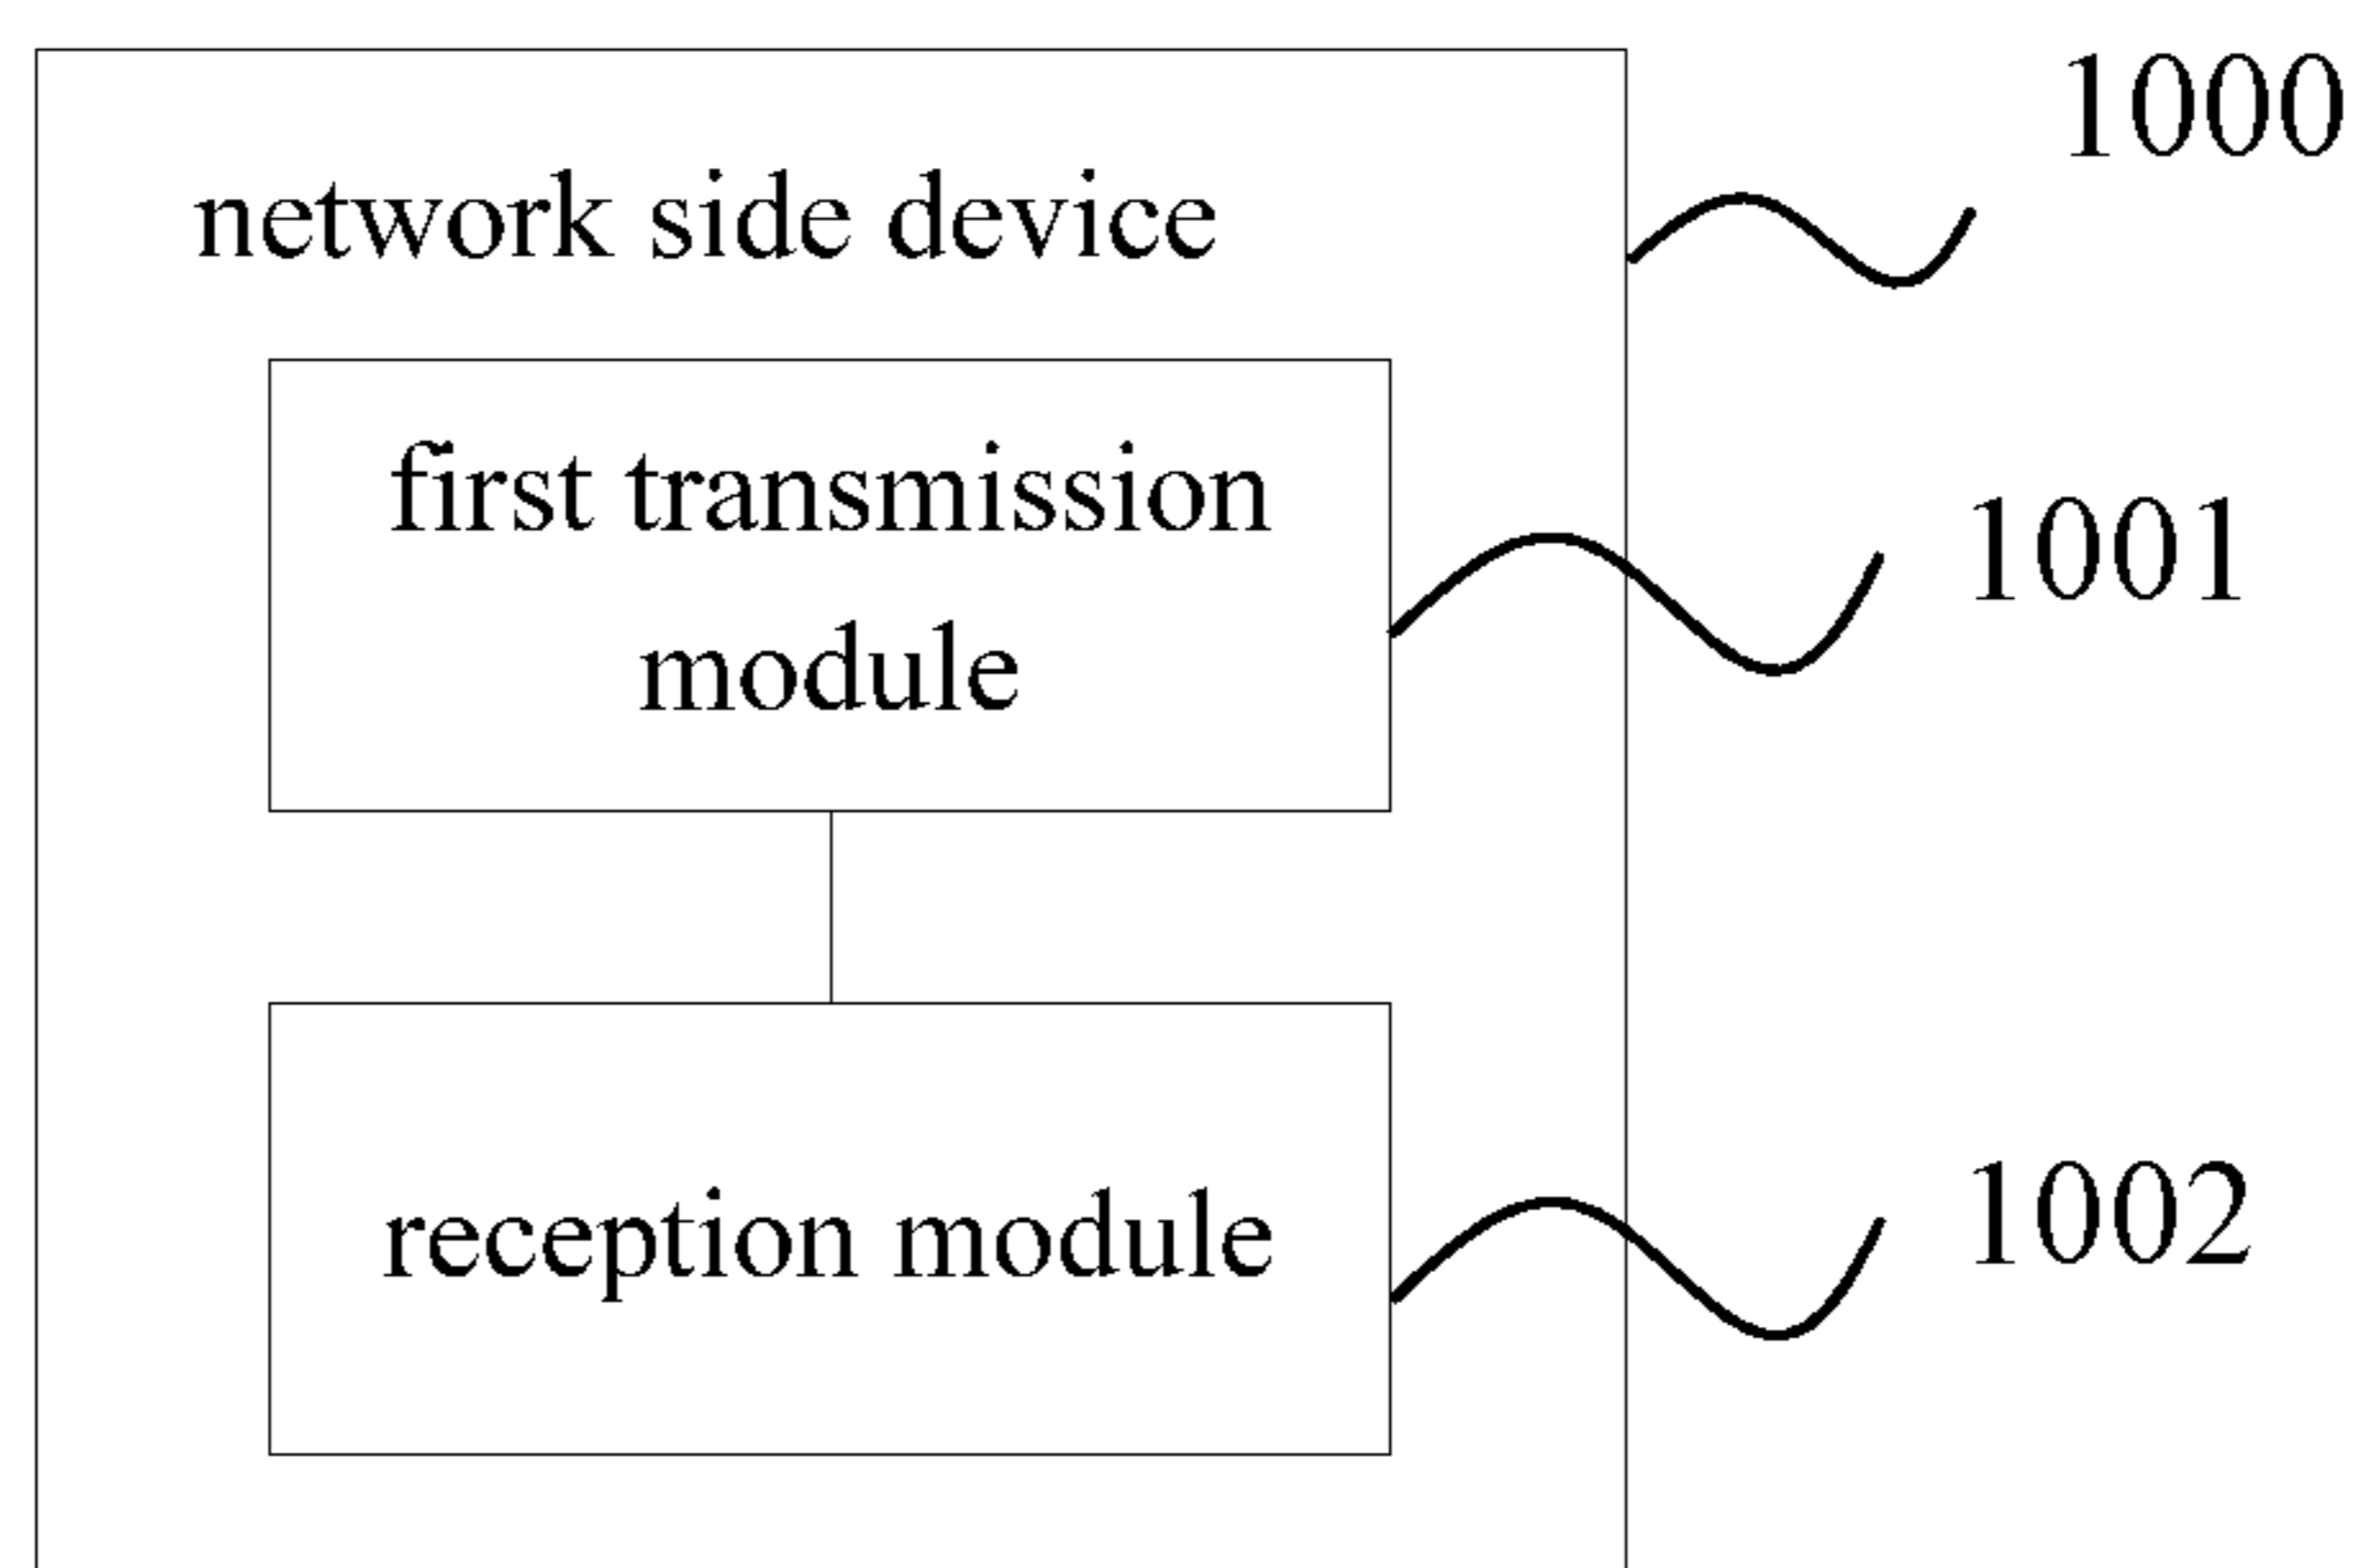 1000
network side device
first transmission
module
1001
reception module
1002